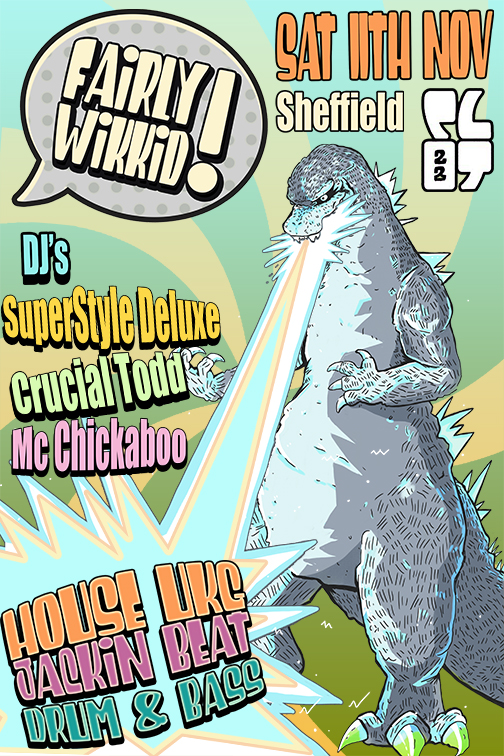 FAiRLY
WiKKiD!
SAT 11TH NOV
Sheffield
22
DJ's
SuperStyle Deluxe
Crucial Todd
Mc Chickaboo
HOUSE UKG
JACKiN BEAT
DRUM & BASS